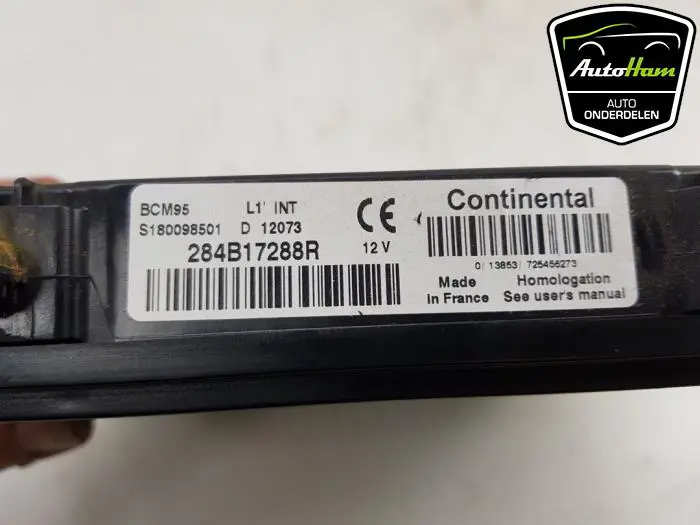 AutoHam
AUTO
ONDERDELEN
BCM95 L1' INT
S180098501 D 12073
284B17288R
12 V
Continental
0/ 13853/ 725456273
Made
in France
Homologation
See user's manual